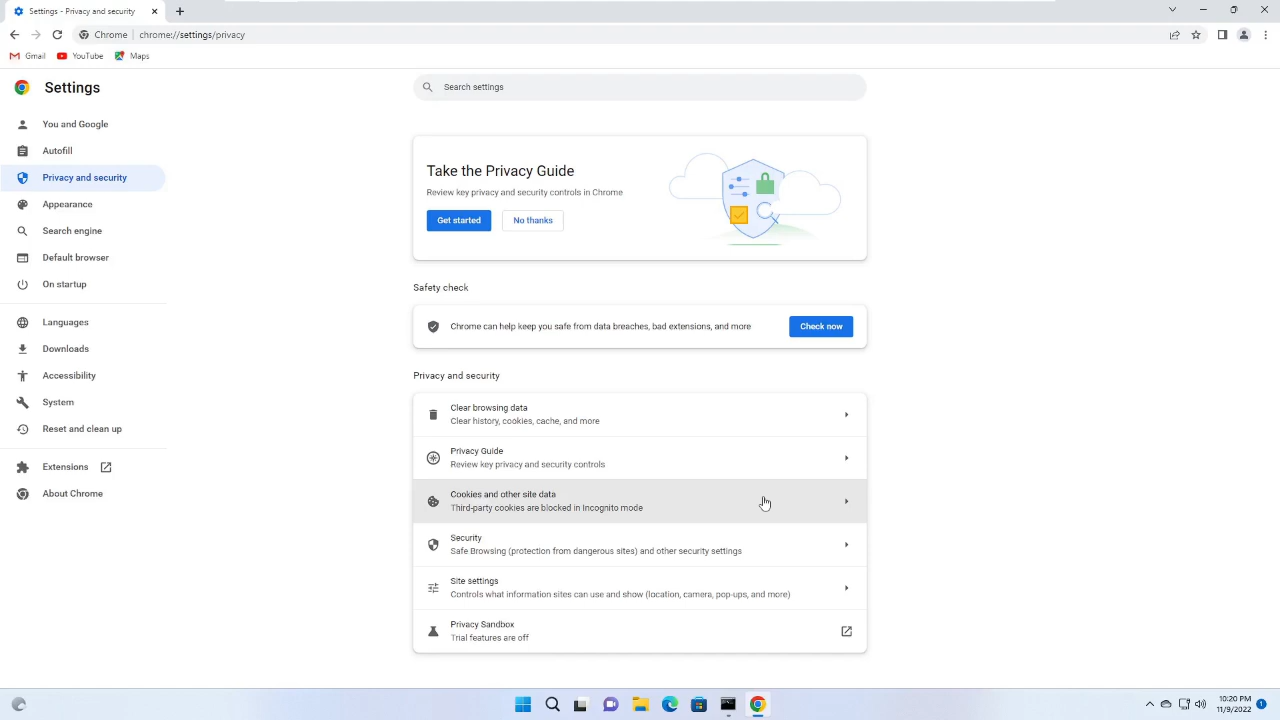 Settings - Privacy and security
Chrome | chrome://settings/privacy
Gmail YouTube Maps
Settings
Search settings
You and Google
Autofill
Privacy and security
Appearance
Search engine
Default browser
On startup
Languages
Downloads
Accessibility
System
Reset and clean up
Extensions
About Chrome
Take the Privacy Guide
Review key privacy and security controls in Chrome
Get started No thanks
Safety check
Chrome can help keep you safe from data breaches, bad extensions, and more
Check now
Privacy and security
Clear browsing data
Clear history, cookies, cache, and more
Privacy Guide
Review key privacy and security controls
Cookies and other site data
Third-party cookies are blocked in Incognito mode
Security
Safe Browsing (protection from dangerous sites) and other security settings
Site settings
Controls what information sites can use and show (location, camera, pop-ups, and more)
Privacy Sandbox
Trial features are off
10:20 PM
11/9/2022
1